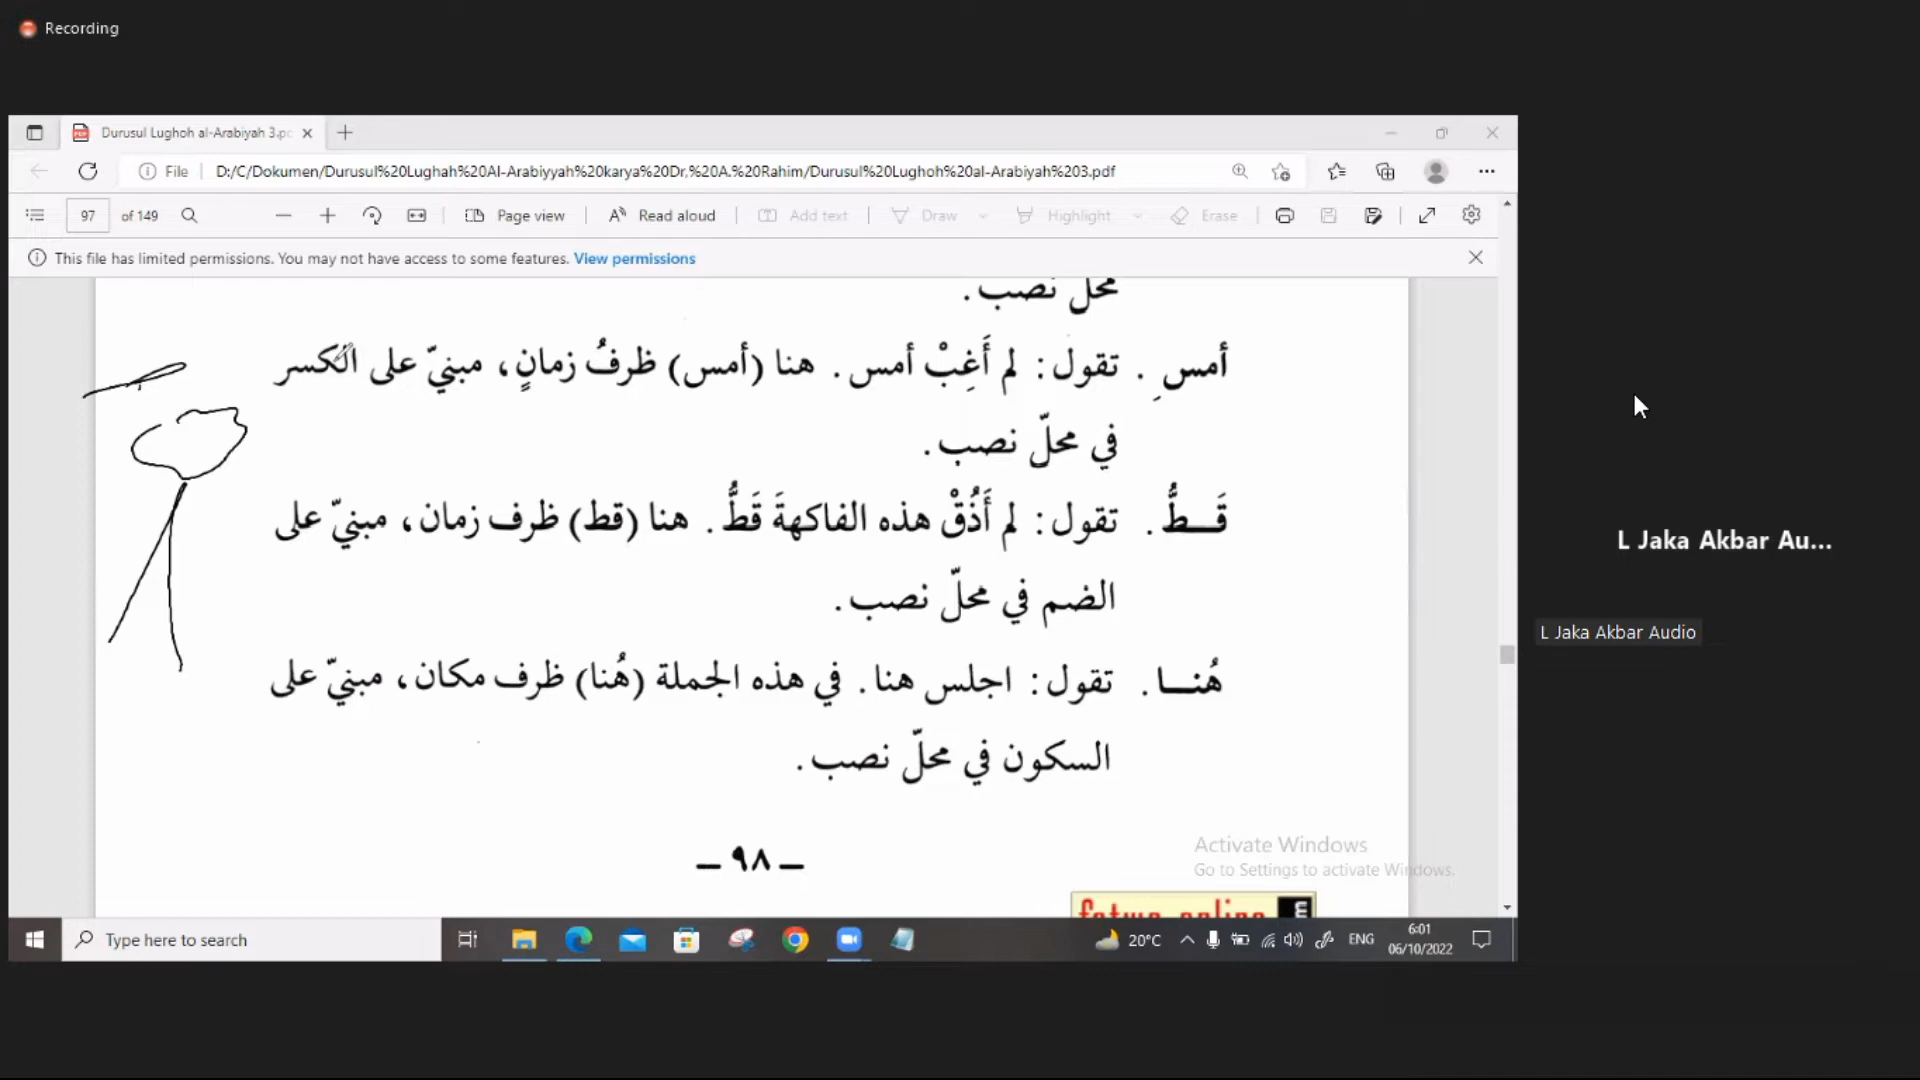 Recording
Durusul Lughoh al-Arabiyah 3.pc
File D:/C/Dokumen/Durusul%20Lughah%20Al-Arabiyyah%20karya%20Dr,%20A.%20Rahim/Durusul%20Lughoh%20al-Arabiyah%203.pdf
97 of 149 Page view Read aloud Add text Draw Highlight Erase
This file has limited permissions. You may not have access to some features. View permissions
محلّ نصب .
أمسِ . تقول : لم أَغِبْ أمس . هنا (أمس) ظرفُ زمانٍ ، مبنيّ على الكسر
في محلّ نصب .
قَـطُّ . تقول : لم أَذُقْ هذه الفاكهةَ قَطُّ . هنا (قط) ظرف زمان ، مبنيّ على
الضم في محلّ نصب .
هُنـا . تقول : اجلس هنا . في هذه الجملة (هُنا) ظرف مكان ، مبنيّ على
السكون في محلّ نصب .
– ٩٨ –
Activate Windows
Go to Settings to activate Windows.
L Jaka Akbar Au...
L Jaka Akbar Audio
Type here to search
20°C ENG 6:01
06/10/2022